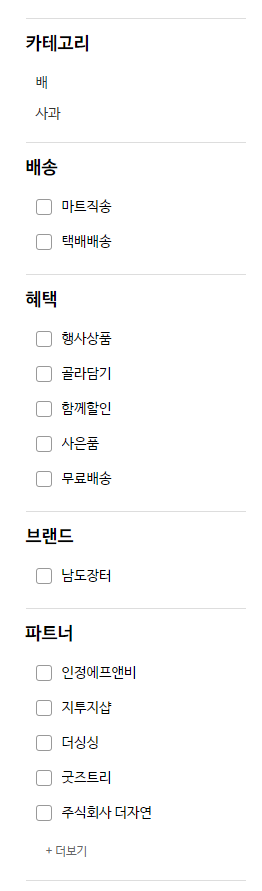 카테고리
배
사과
배송
마트직송
택배배송
혜택
행사상품
골라담기
함께할인
사은품
무료배송
브랜드
남도장터
파트너
인정에프앤비
지투지샵
더싱싱
굿즈트리
주식회사 더자연
+ 더보기